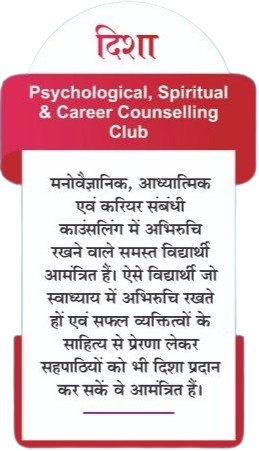 दिशा
Psychological, Spiritual
& Career Counselling
Club
मनोवैज्ञानिक, आध्यात्मिक
एवं करियर संबंधी
काउंसलिंग में अभिरुचि
रखने वाले समस्त विद्यार्थी
आमंत्रित हैं। ऐसे विद्यार्थी जो
स्वाध्याय में अभिरुचि रखते
हों एवं सफल व्यक्तित्वों के
साहित्य से प्रेरणा लेकर
सहपाठियों को भी दिशा प्रदान
कर सकें वे आमंत्रित हैं।